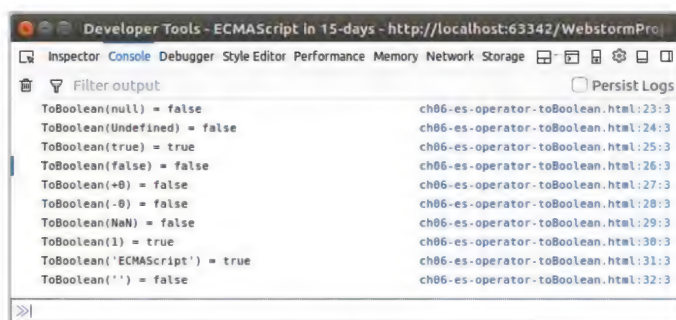 Developer Tools - ECMAScript in 15-days - http://localhost:63342/WebstormProj
Inspector Console Debugger Style Editor Performance Memory Network Storage
Filter output Persist Logs
ToBoolean(null) = false ch06-es-operator-toBoolean.html:23:3
ToBoolean(Undefined) = false ch06-es-operator-toBoolean.html:24:3
ToBoolean(true) = true ch06-es-operator-toBoolean.html:25:3
ToBoolean(false) = false ch06-es-operator-toBoolean.html:26:3
ToBoolean(+0) = false ch06-es-operator-toBoolean.html:27:3
ToBoolean(-0) = false ch06-es-operator-toBoolean.html:28:3
ToBoolean(NaN) = false ch06-es-operator-toBoolean.html:29:3
ToBoolean(1) = true ch06-es-operator-toBoolean.html:30:3
ToBoolean('ECMAScript') = true ch06-es-operator-toBoolean.html:31:3
ToBoolean('') = false ch06-es-operator-toBoolean.html:32:3